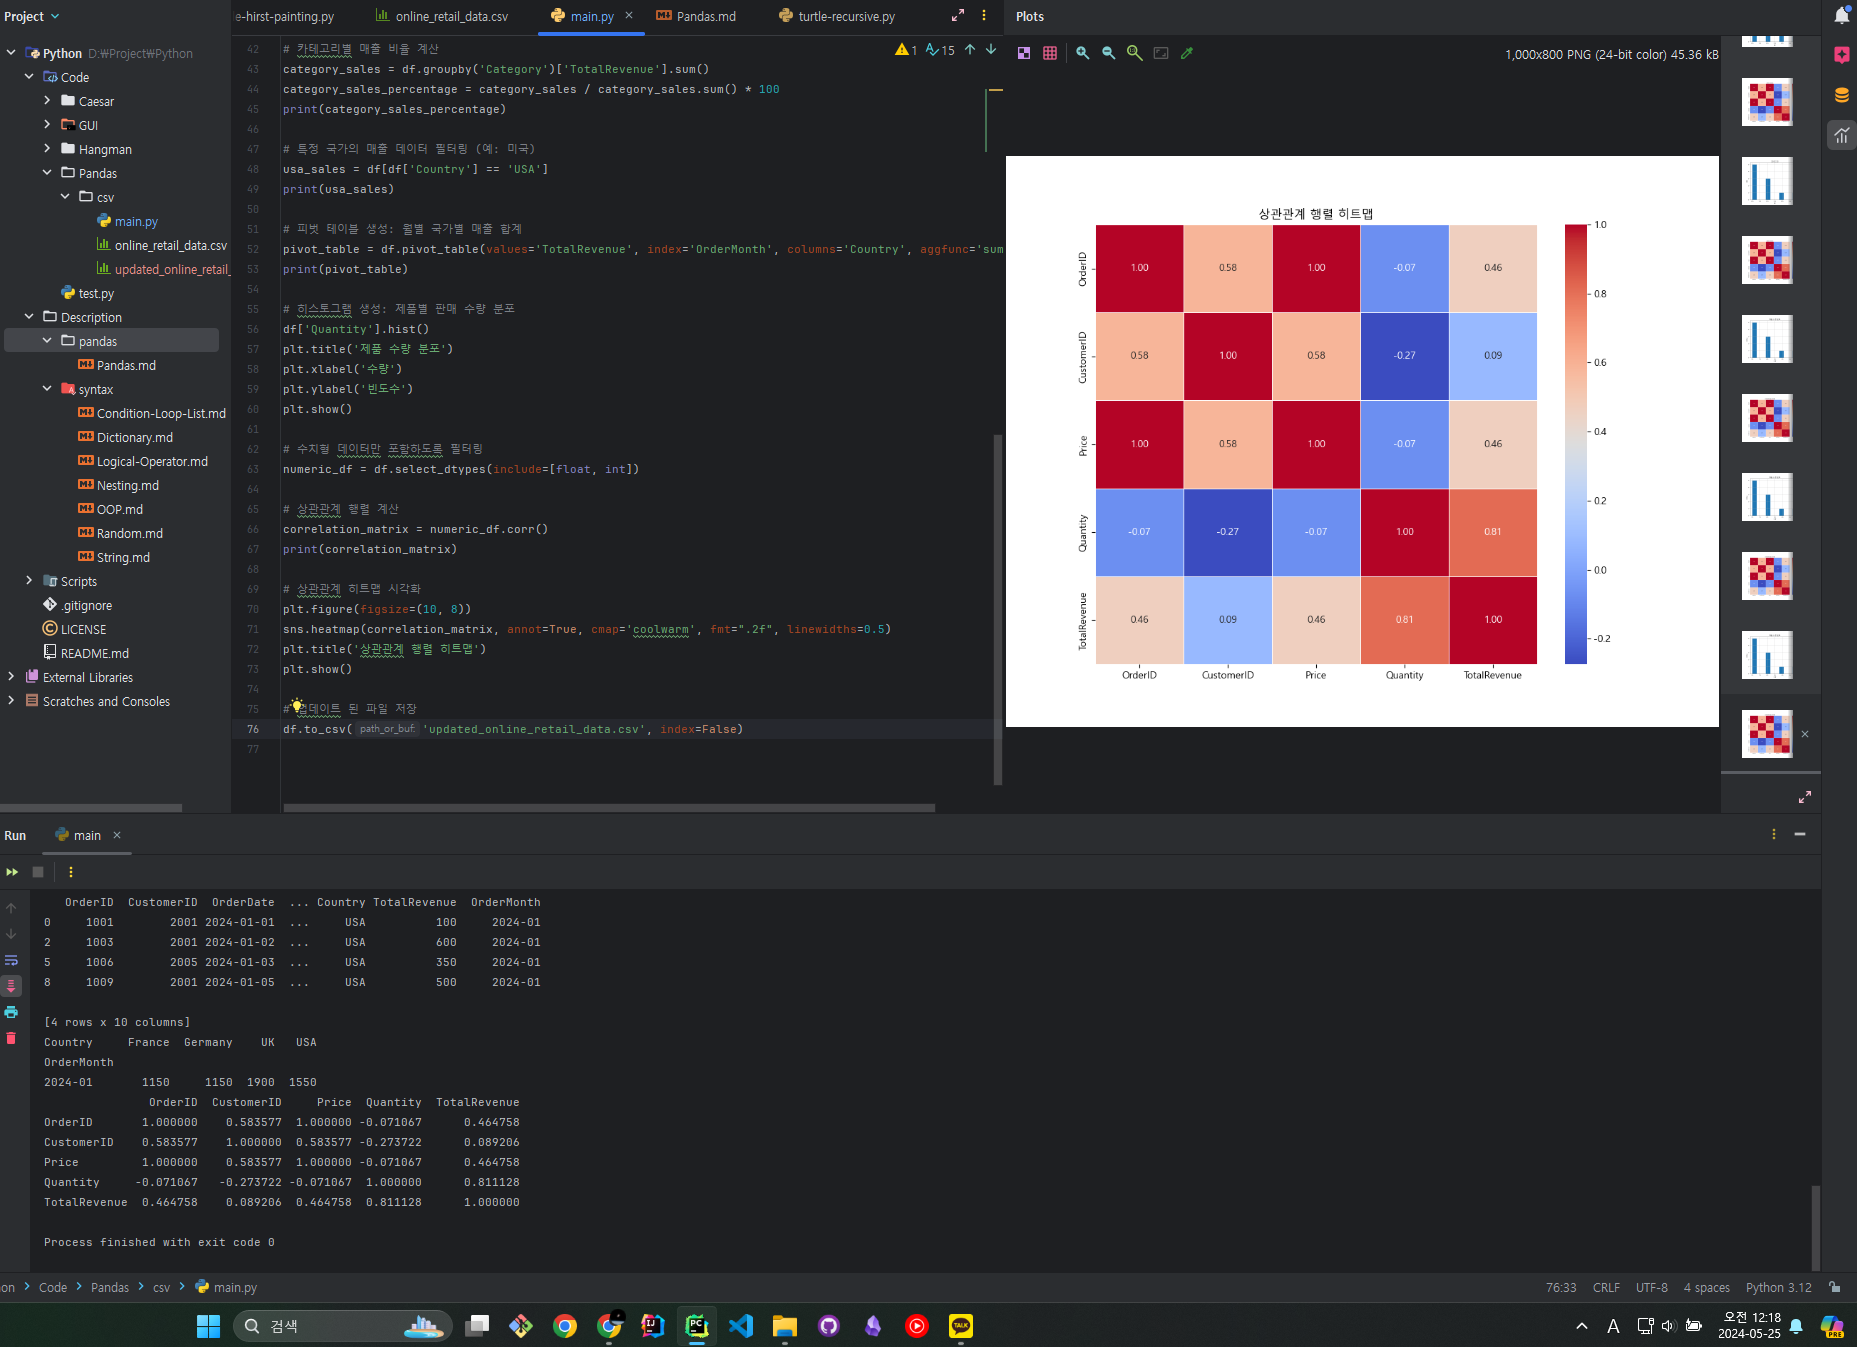 Project
Python D:₩Project₩Python
Code
Caesar
GUI
Hangman
Pandas
csv
main.py
online_retail_data.csv
updated_online_retail_
test.py
Description
pandas
Pandas.md
syntax
Condition-Loop-List.md
Dictionary.md
Logical-Operator.md
Nesting.md
OOP.md
Random.md
String.md
Scripts
.gitignore
LICENSE
README.md
External Libraries
Scratches and Consoles
e-hirst-painting.py
online_retail_data.csv
main.py
Pandas.md
turtle-recursive.py
1 15
42 # 카테고리별 매출 비율 계산
43 category_sales = df.groupby('Category')['TotalRevenue'].sum()
44 category_sales_percentage = category_sales / category_sales.sum() * 100
45 print(category_sales_percentage)
46
47 # 특정 국가의 매출 데이터 필터링 (예: 미국)
48 usa_sales = df[df['Country'] == 'USA']
49 print(usa_sales)
50
51 # 피벗 테이블 생성: 월별 국가별 매출 합계
52 pivot_table = df.pivot_table(values='TotalRevenue', index='OrderMonth', columns='Country', aggfunc='sum
53 print(pivot_table)
54
55 # 히스토그램 생성: 제품별 판매 수량 분포
56 df['Quantity'].hist()
57 plt.title('제품 수량 분포')
58 plt.xlabel('수량')
59 plt.ylabel('빈도수')
60 plt.show()
61
62 # 수치형 데이터만 포함하도록 필터링
63 numeric_df = df.select_dtypes(include=[float, int])
64
65 # 상관관계 행렬 계산
66 correlation_matrix = numeric_df.corr()
67 print(correlation_matrix)
68
69 # 상관관계 히트맵 시각화
70 plt.figure(figsize=(10, 8))
71 sns.heatmap(correlation_matrix, annot=True, cmap='coolwarm', fmt=".2f", linewidths=0.5)
72 plt.title('상관관계 행렬 히트맵')
73 plt.show()
74
75 # 데이트 된 파일 저장
76 df.to_csv( path_or_buf: 'updated_online_retail_data.csv', index=False)
77
Plots
1,000x800 PNG (24-bit color) 45.36 kB
상관관계 행렬 히트맵
OrderID 1.00 0.58 1.00 -0.07 0.46
CustomerID 0.58 1.00 0.58 -0.27 0.09
Price 1.00 0.58 1.00 -0.07 0.46
Quantity -0.07 -0.27 -0.07 1.00 0.81
TotalRevenue 0.46 0.09 0.46 0.81 1.00
OrderID CustomerID Price Quantity TotalRevenue
1.0
0.8
0.6
0.4
0.2
0.0
-0.2
Run main
OrderID CustomerID OrderDate ... Country TotalRevenue OrderMonth
0 1001 2001 2024-01-01 ... USA 100 2024-01
2 1003 2001 2024-01-02 ... USA 600 2024-01
5 1006 2005 2024-01-03 ... USA 350 2024-01
8 1009 2001 2024-01-05 ... USA 500 2024-01
[4 rows x 10 columns]
Country France Germany UK USA
OrderMonth
2024-01 1150 1150 1900 1550
OrderID CustomerID Price Quantity TotalRevenue
OrderID 1.000000 0.583577 1.000000 -0.071067 0.464758
CustomerID 0.583577 1.000000 0.583577 -0.273722 0.089206
Price 1.000000 0.583577 1.000000 -0.071067 0.464758
Quantity -0.071067 -0.273722 -0.071067 1.000000 0.811128
TotalRevenue 0.464758 0.089206 0.464758 0.811128 1.000000
Process finished with exit code 0
on > Code > Pandas > csv > main.py
76:33 CRLF UTF-8 4 spaces Python 3.12
검색
IJ
PC
TALK
A
오전 12:18
2024-05-25
PRE